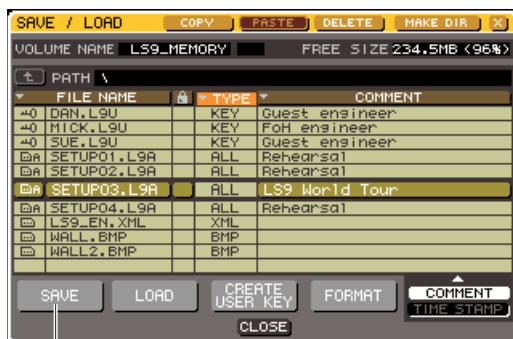 SAVE / LOAD COPY PASTE DELETE MAKE DIR X
VOLUME NAME LS9_MEMORY FREE SIZE 234.5MB (96%)
PATH \
FILE NAME TYPE COMMENT
DAN.L9U KEY Guest engineer
MICK.L9U KEY FoH engineer
SUE.L9U KEY Guest engineer
SETUP01.L9A ALL Rehearsal
SETUP02.L9A ALL Rehearsal
SETUP03.L9A ALL LS9 World Tour
SETUP04.L9A ALL Rehearsal
LS9_EN.XML XML
WALL.BMP BMP
WALL2.BMP BMP
SAVE LOAD CREATE USER KEY FORMAT COMMENT
TIME STAMP
CLOSE